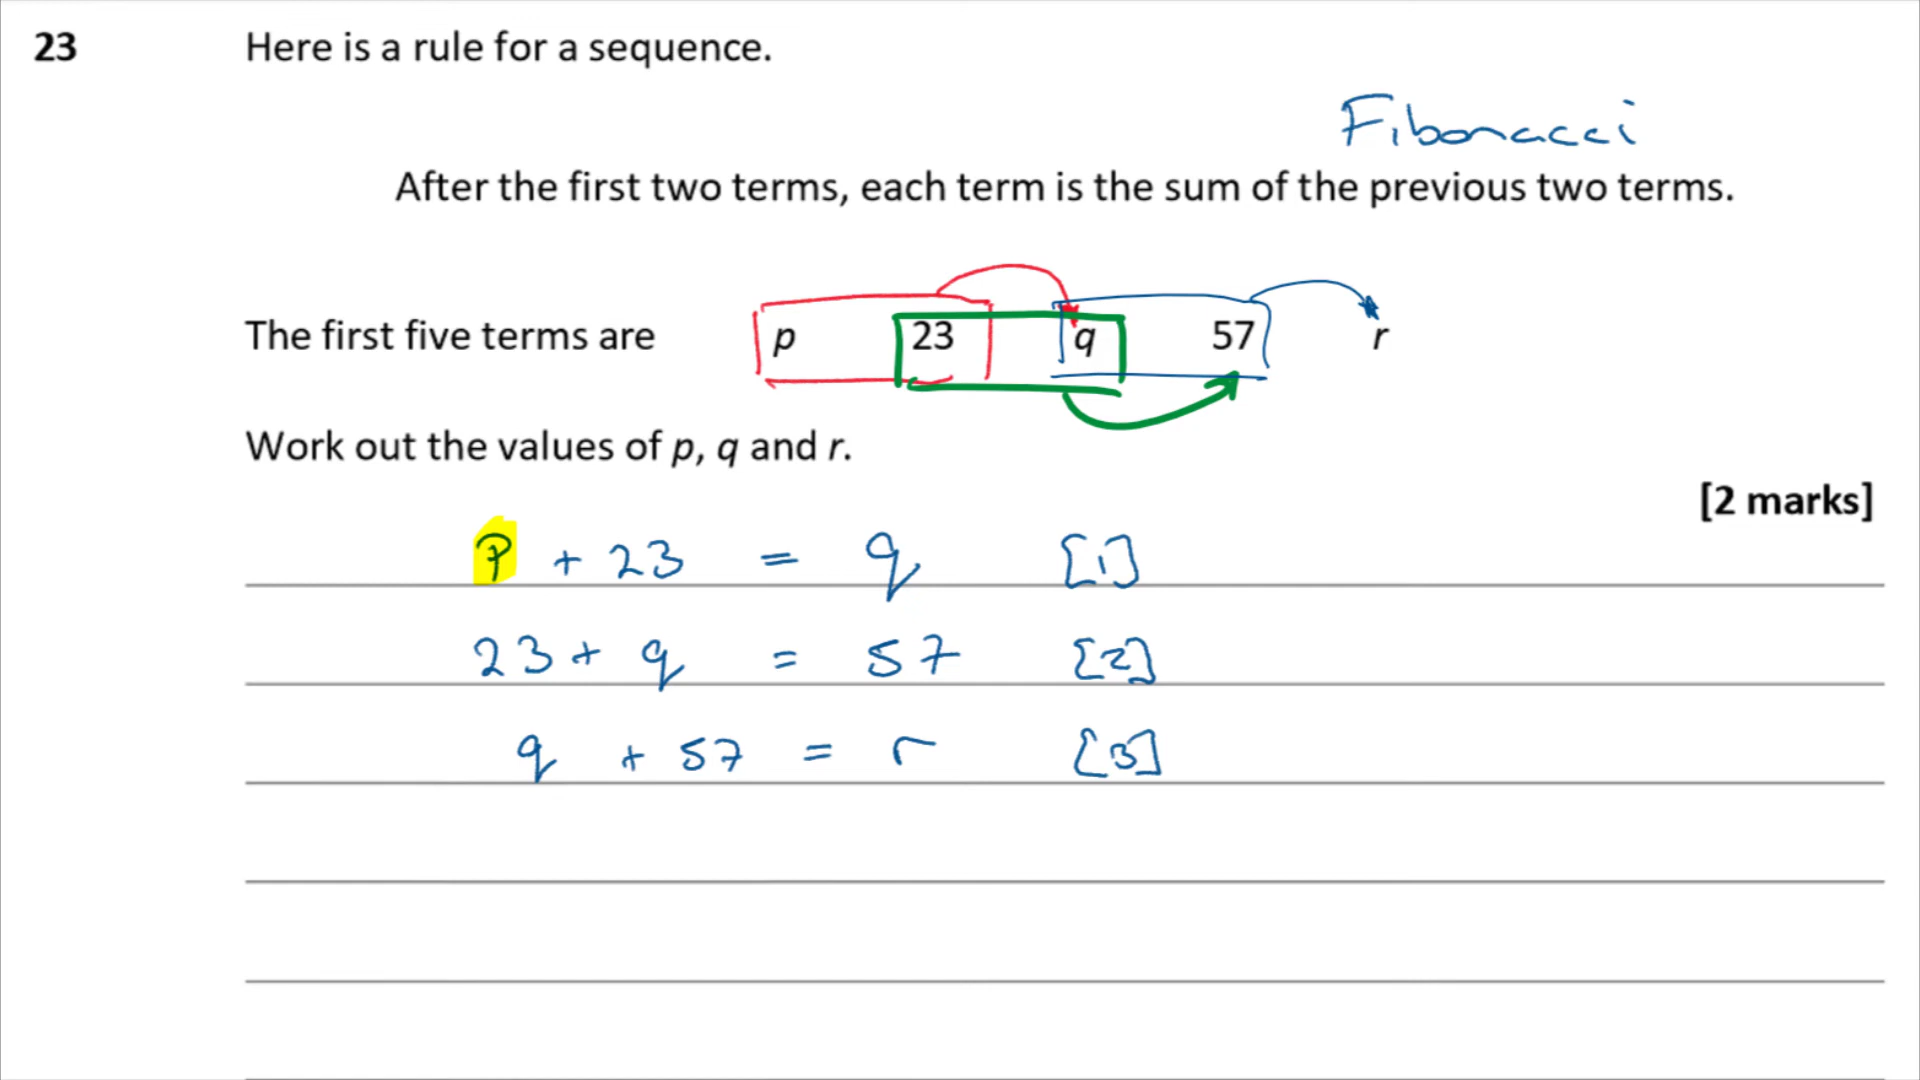 23 Here is a rule for a sequence.
Fibonacci
After the first two terms, each term is the sum of the previous two terms.
The first five terms are p 23 q 57 r
Work out the values of p, q and r.
[2 marks]
P + 23 = q [1]
23 + q = 57 [2]
q + 57 = r [3]